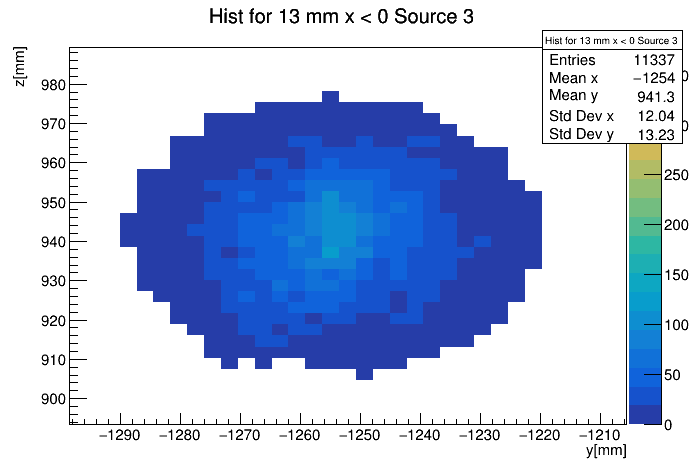 Hist for 13 mm x < 0 Source 3
z[mm]
Hist for 13 mm x < 0 Source 3
Entries 11337
Mean x −1254
Mean y 941.3
Std Dev x 12.04
Std Dev y 13.23
980
970
960
950
940
930
920
910
900
−1290 −1280 −1270 −1260 −1250 −1240 −1230 −1220 −1210
y[mm]
250
200
150
100
50
0